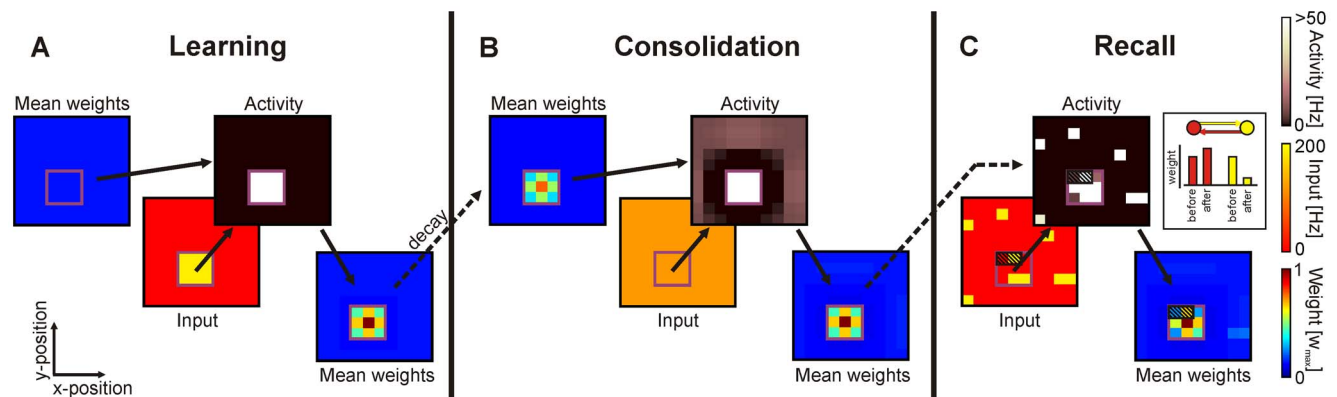 A
Learning
Mean weights
Activity
Input
Mean weights
y-position
x-position
decay
B
Consolidation
Mean weights
Activity
Input
Mean weights
C
Recall
Activity
Input
Mean weights
weight
before
after
before
after
>50
0
Activity [Hz]
200
0
Input [Hz]
1
0
Weight [wmax]